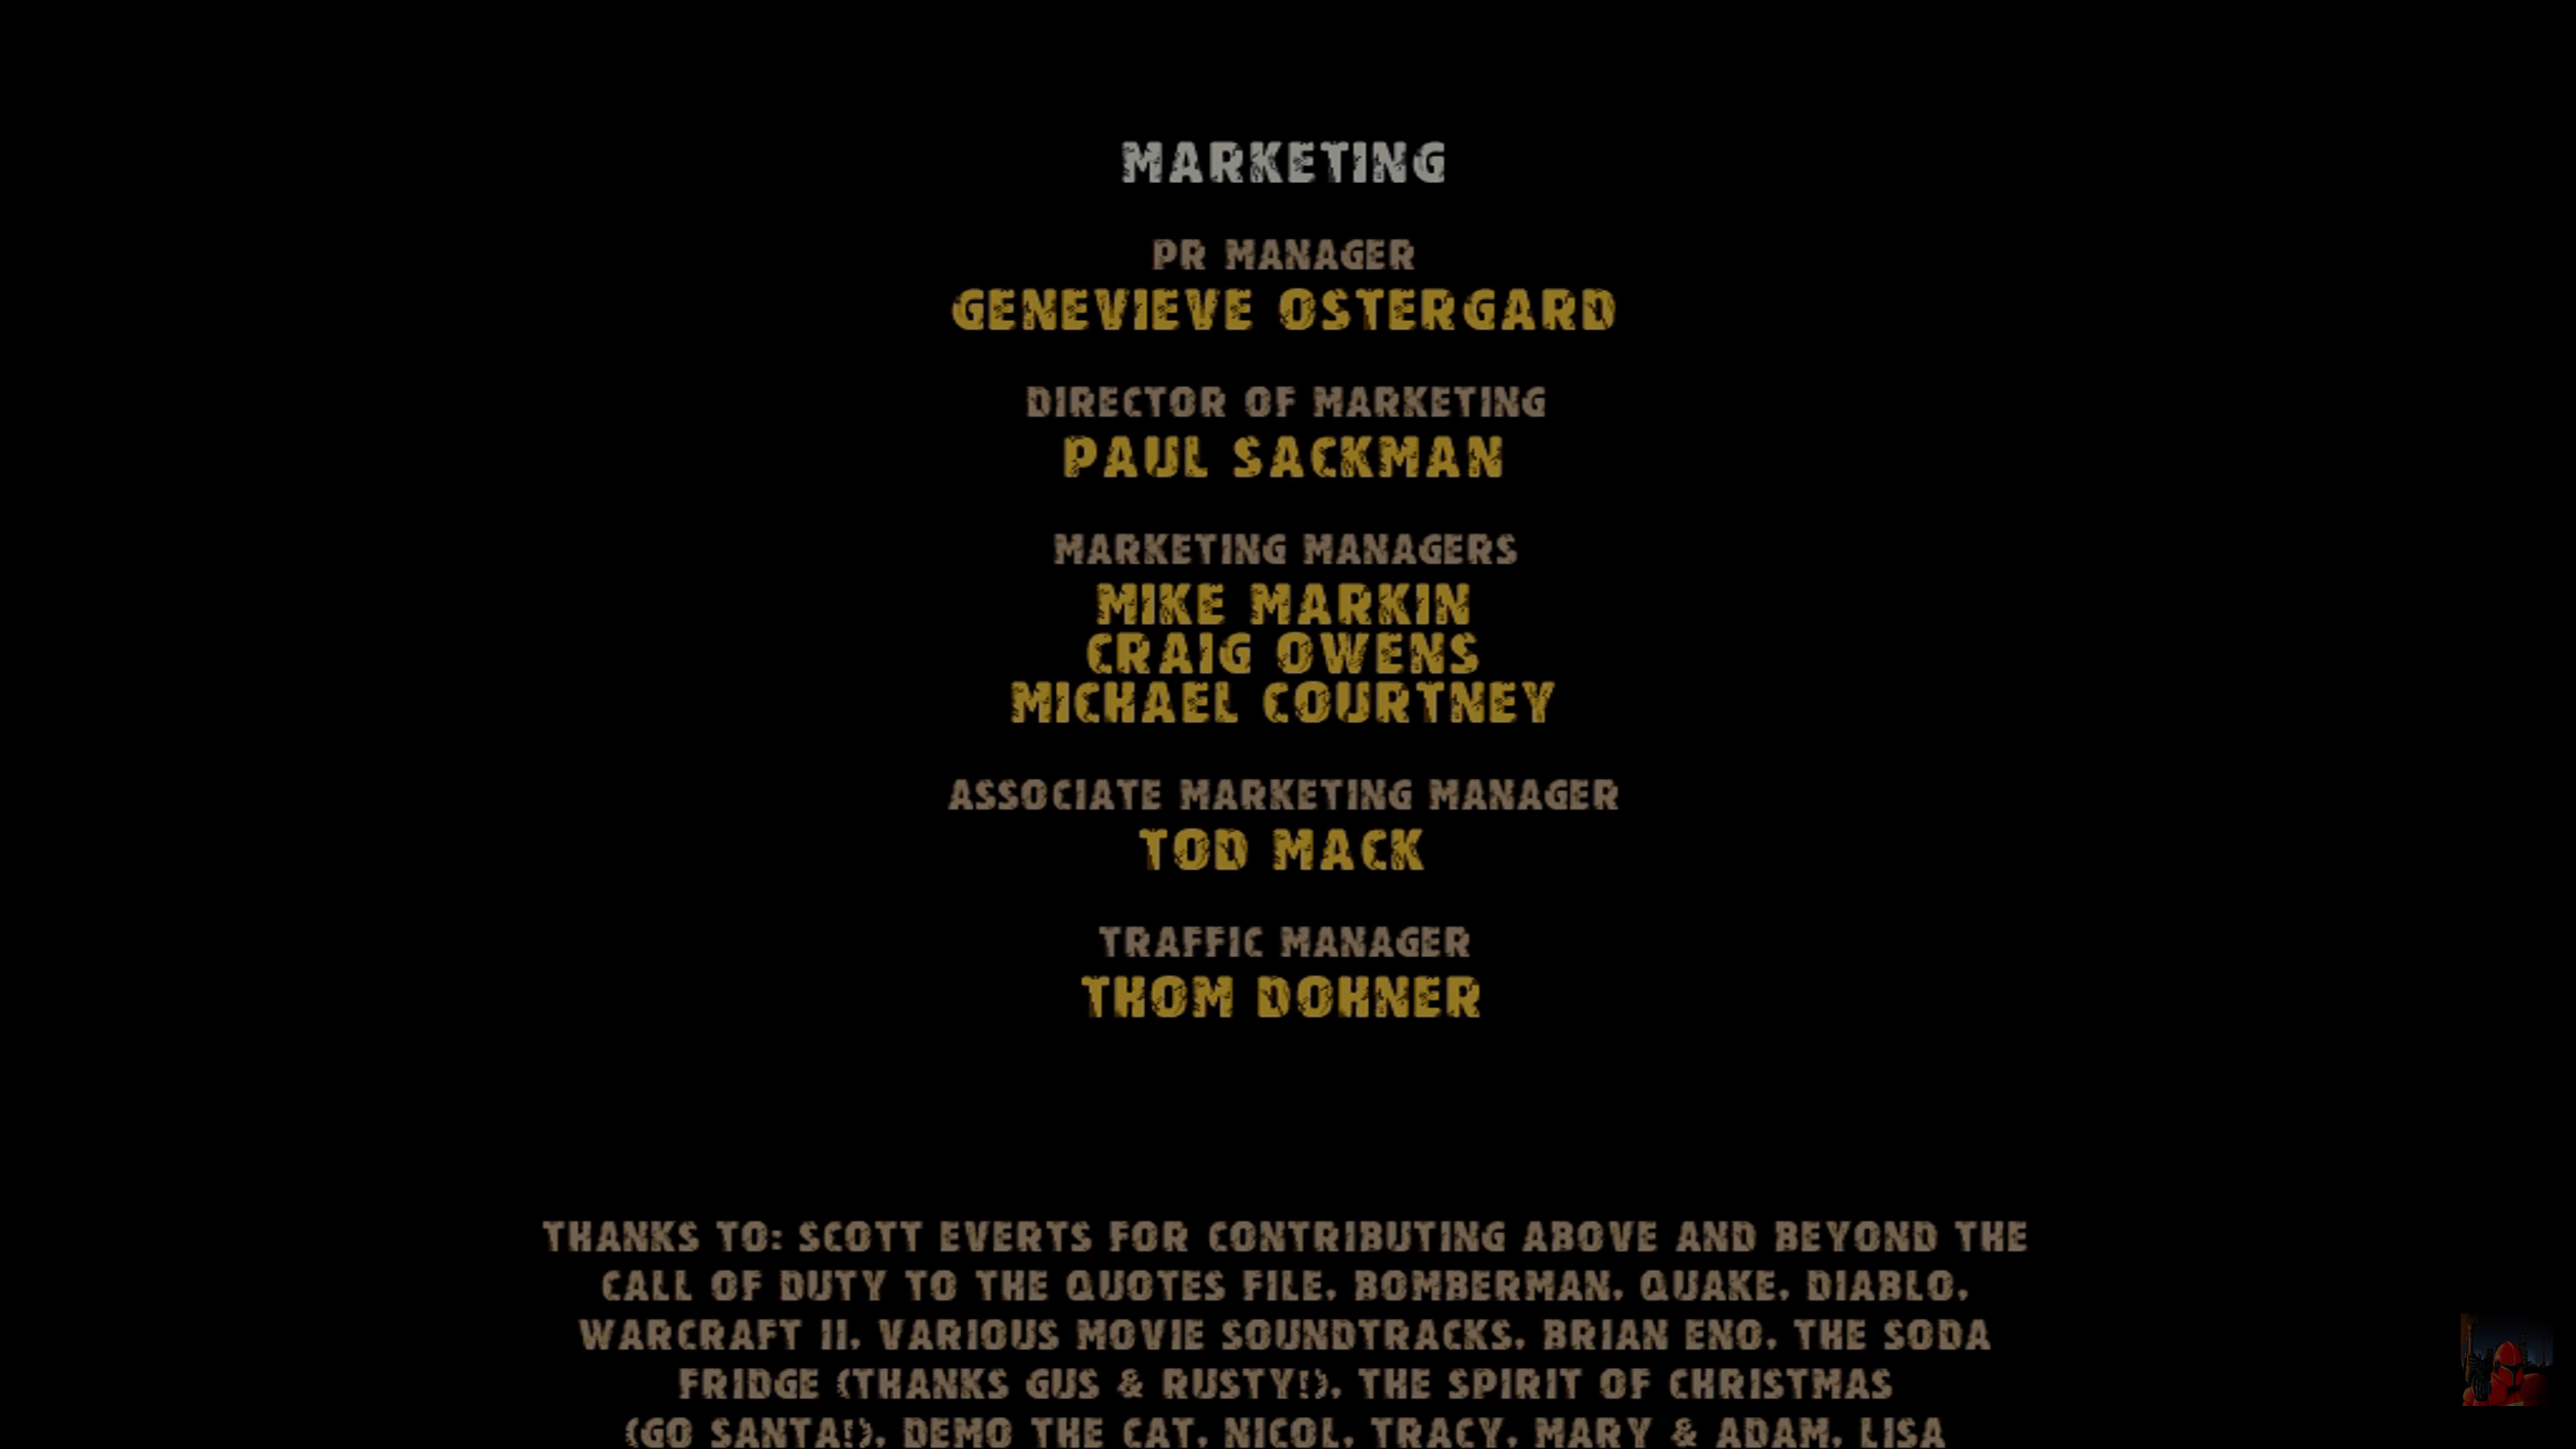 MARKETING
PR MANAGER
GENEVIEVE OSTERGARD
DIRECTOR OF MARKETING
PAUL SACKMAN
MARKETING MANAGERS
MIKE MARKIN
CRAIG OWENS
MICHAEL COURTNEY
ASSOCIATE MARKETING MANAGER
TOD MACK
TRAFFIC MANAGER
THOM DOHNER
THANKS TO: SCOTT EVERTS FOR CONTRIBUTING ABOVE AND BEYOND THE
CALL OF DUTY TO THE QUOTES FILE, BOMBERMAN, QUAKE, DIABLO,
WARCRAFT II, VARIOUS MOVIE SOUNDTRACKS, BRIAN ENO, THE SODA
FRIDGE (THANKS GUS & RUSTY!), THE SPIRIT OF CHRISTMAS
(GO SANTA!), DEMO THE CAT, NICOL, TRACY, MARY & ADAM, LISA